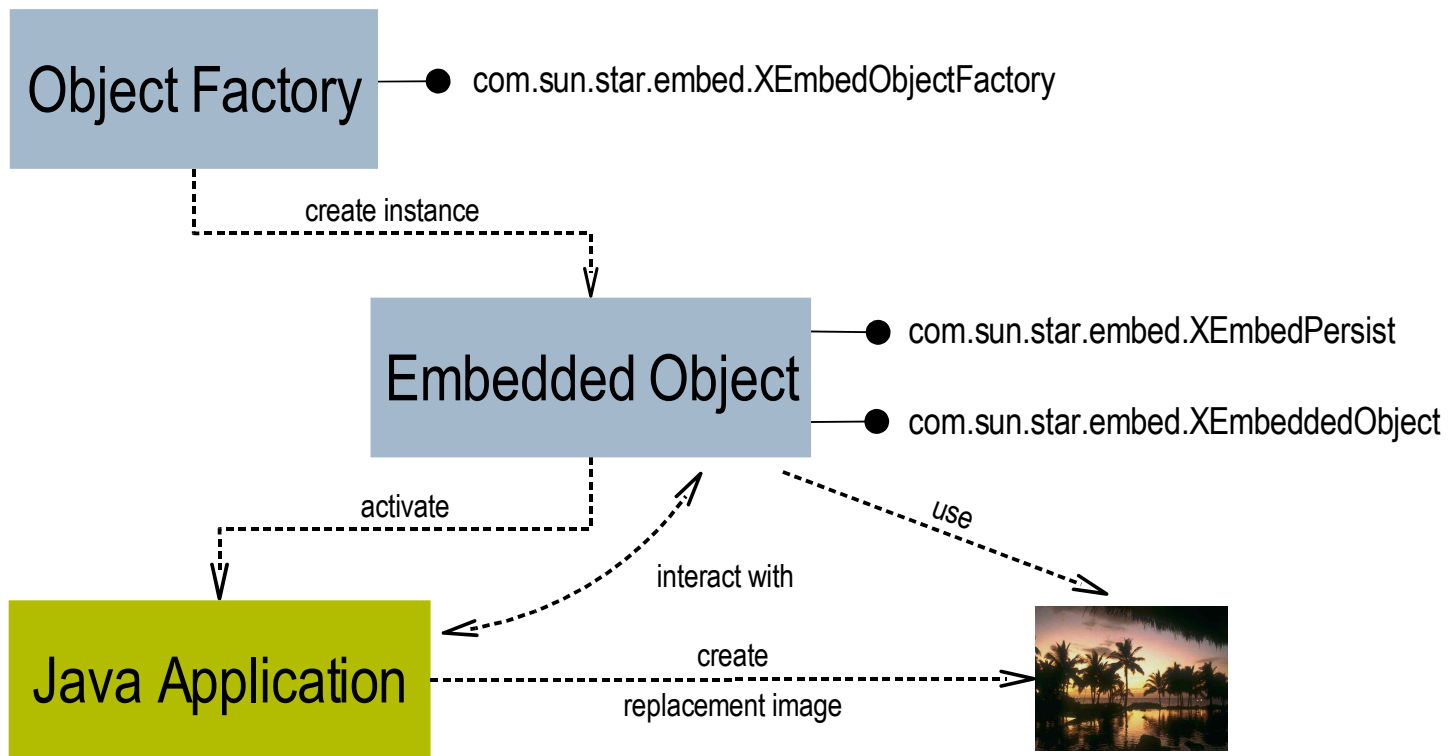 Object Factory
com.sun.star.embed.XEmbedObjectFactory
create instance
Embedded Object
com.sun.star.embed.XEmbedPersist
com.sun.star.embed.XEmbeddedObject
activate
use
interact with
Java Application
create
replacement image